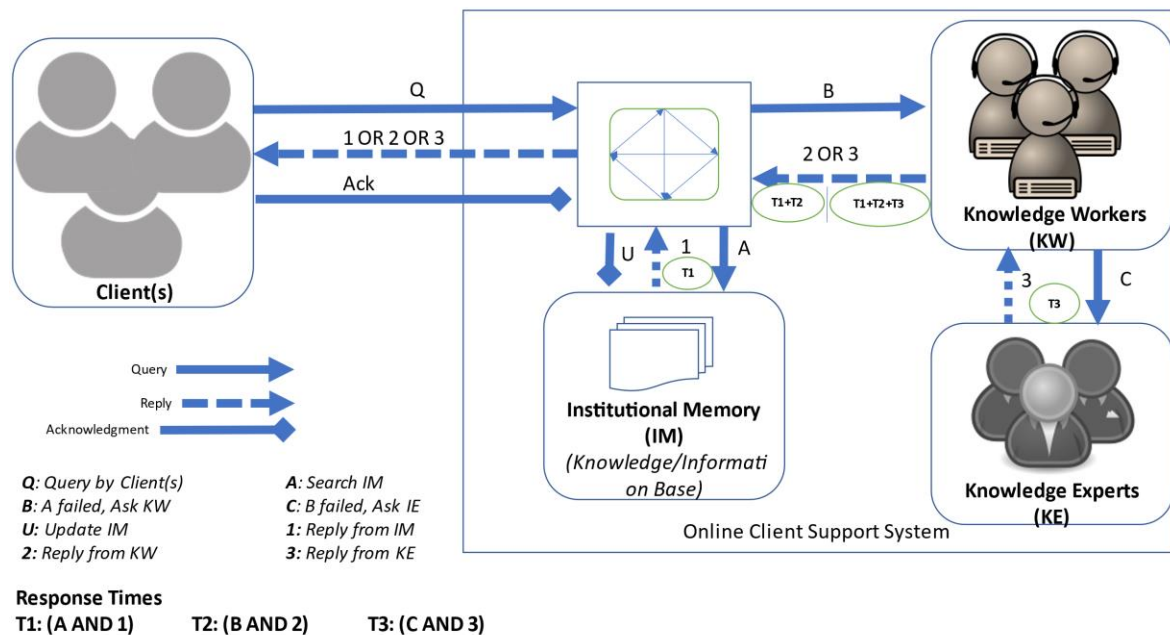 Q
1 OR 2 OR 3
Ack
Client(s)
B
2 OR 3
T1+T2
T1+T2+T3
Knowledge Workers
(KW)
U
1
A
T1
3
C
T3
Institutional Memory
(IM)
(Knowledge/Informati
on Base)
Knowledge Experts
(KE)
Online Client Support System
Query
Reply
Acknowledgment
Q: Query by Client(s)
A: Search IM
B: A failed, Ask KW
C: B failed, Ask IE
U: Update IM
1: Reply from IM
2: Reply from KW
3: Reply from KE
Response Times
T1: (A AND 1) T2: (B AND 2) T3: (C AND 3)